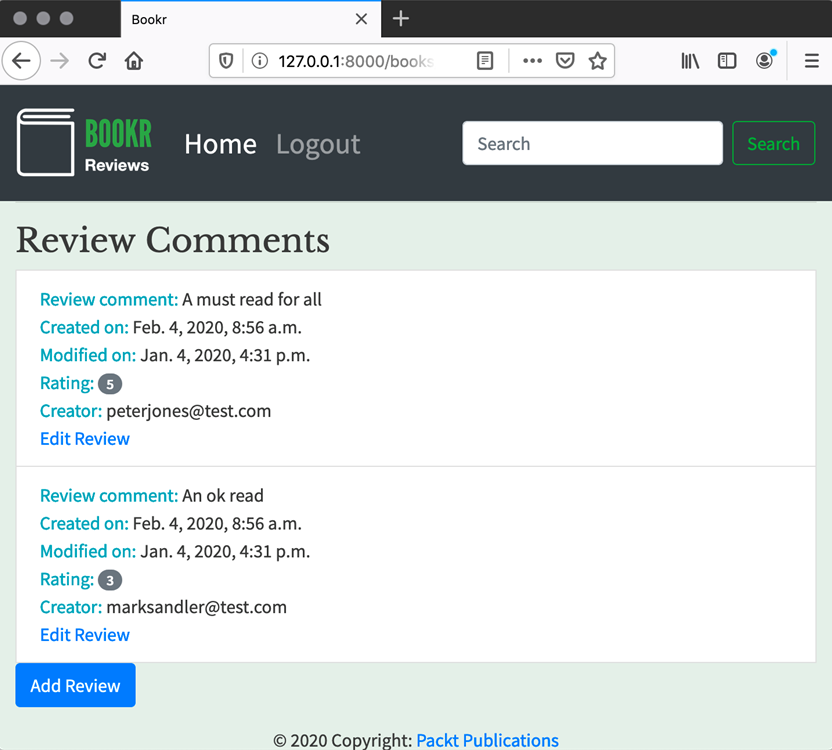 Bookr
127.0.0.1:8000/books
BOOKR
Reviews
Home Logout
Search
Search
Review Comments
Review comment: A must read for all
Created on: Feb. 4, 2020, 8:56 a.m.
Modified on: Jan. 4, 2020, 4:31 p.m.
Rating: 5
Creator: peterjones@test.com
Edit Review
Review comment: An ok read
Created on: Feb. 4, 2020, 8:56 a.m.
Modified on: Jan. 4, 2020, 4:31 p.m.
Rating: 3
Creator: marksandler@test.com
Edit Review
Add Review
© 2020 Copyright: Packt Publications